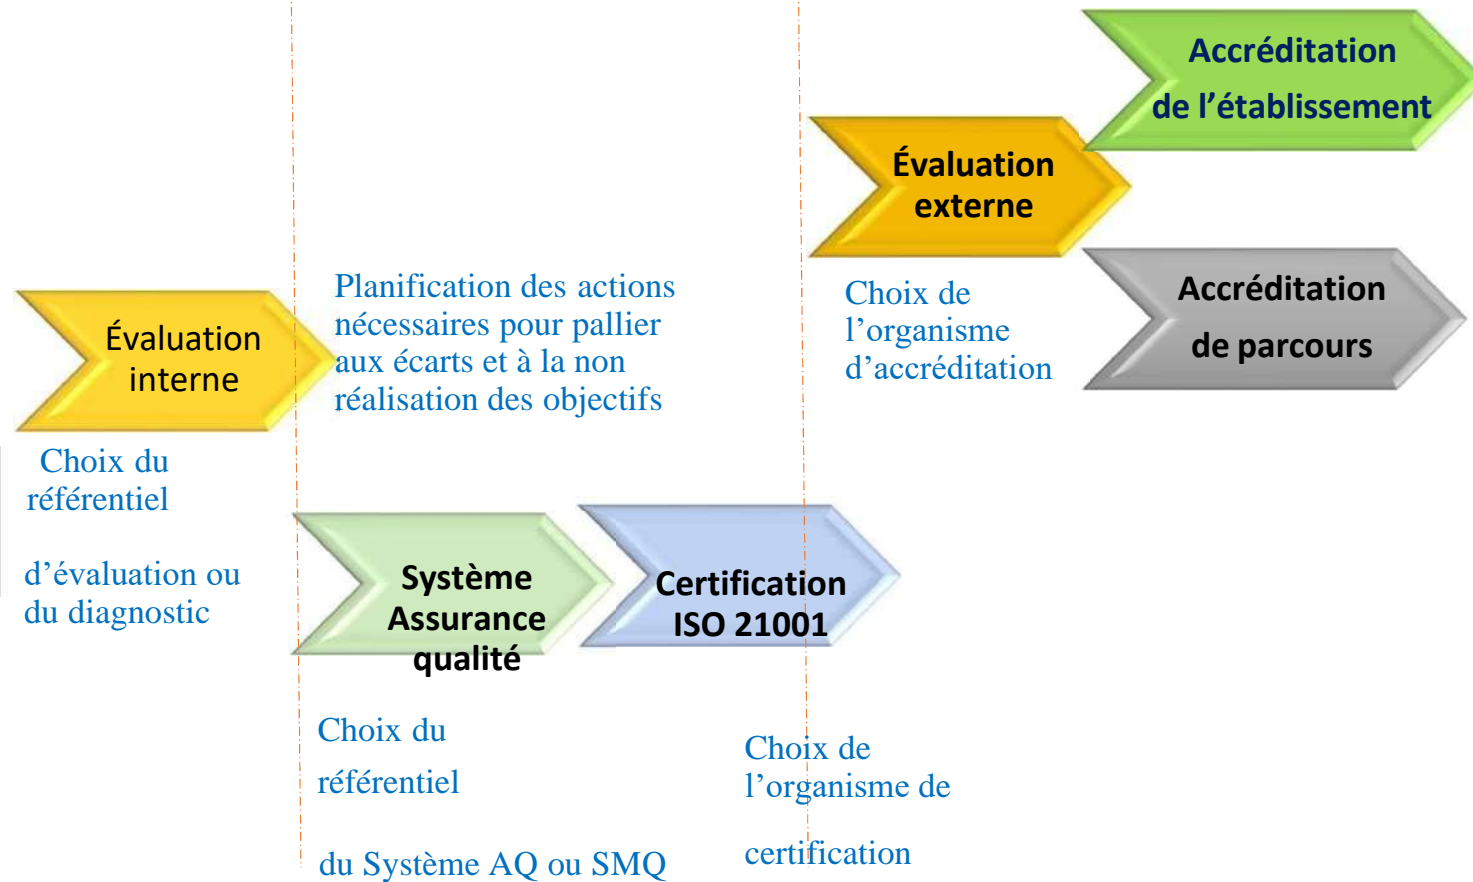 Accréditation
de l’établissement
Évaluation
externe
Accréditation
de parcours
Choix de
l’organisme
d’accréditation
Planification des actions
nécessaires pour pallier
aux écarts et à la non
réalisation des objectifs
Évaluation
interne
Choix du
référentiel
d’évaluation ou
du diagnostic
Système
Assurance
qualité
Certification
ISO 21001
Choix du
référentiel
du Système AQ ou SMQ
Choix de
l’organisme de
certification